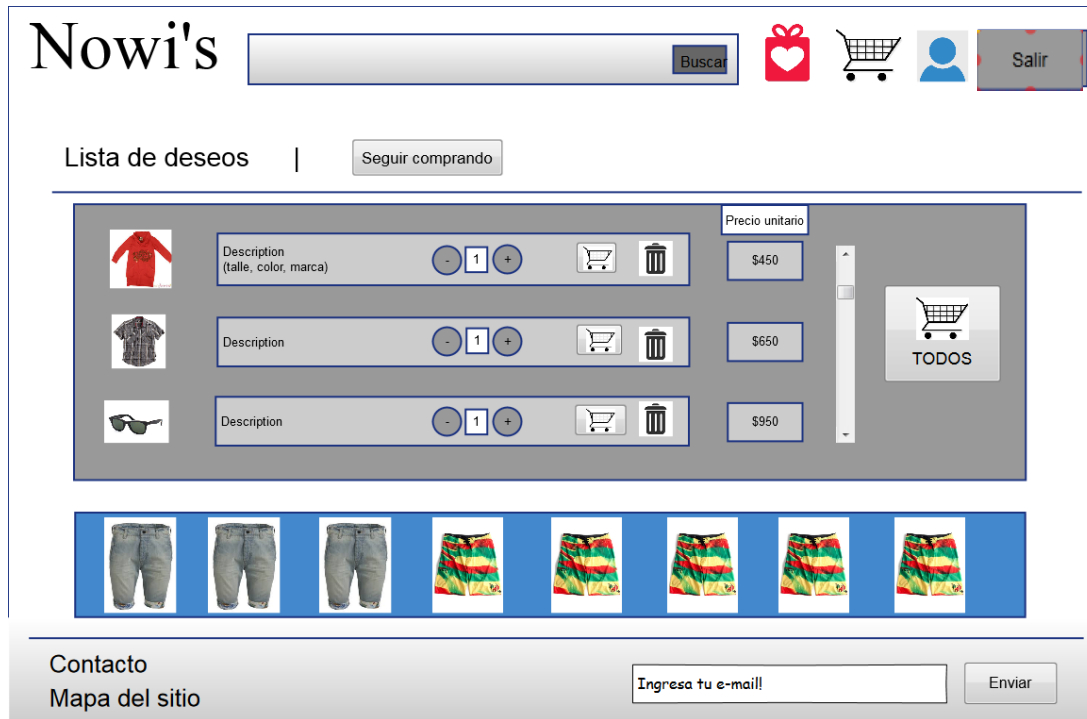 Nowi's
Buscar
Salir
Lista de deseos |
Seguir comprando
Precio unitario
Description
(talle, color, marca)
- 1 +
$450
Description
- 1 +
$650
TODOS
Description
- 1 +
$950
Contacto
Mapa del sitio
Ingresa tu e-mail!
Enviar